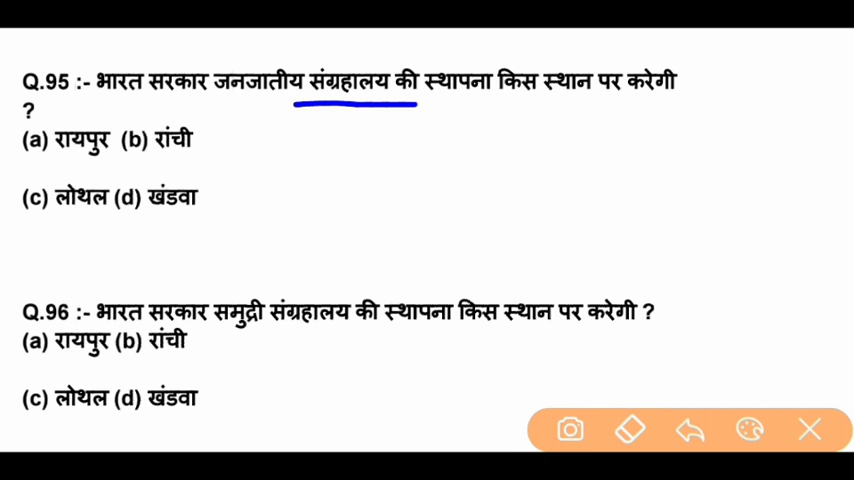 Q.95 :- भारत सरकार जनजातीय संग्रहालय की स्थापना किस स्थान पर करेगी
?
(a) रायपुर (b) रांची
(c) लोथल (d) खंडवा
Q.96 :- भारत सरकार समुद्री संग्रहालय की स्थापना किस स्थान पर करेगी ?
(a) रायपुर (b) रांची
(c) लोथल (d) खंडवा